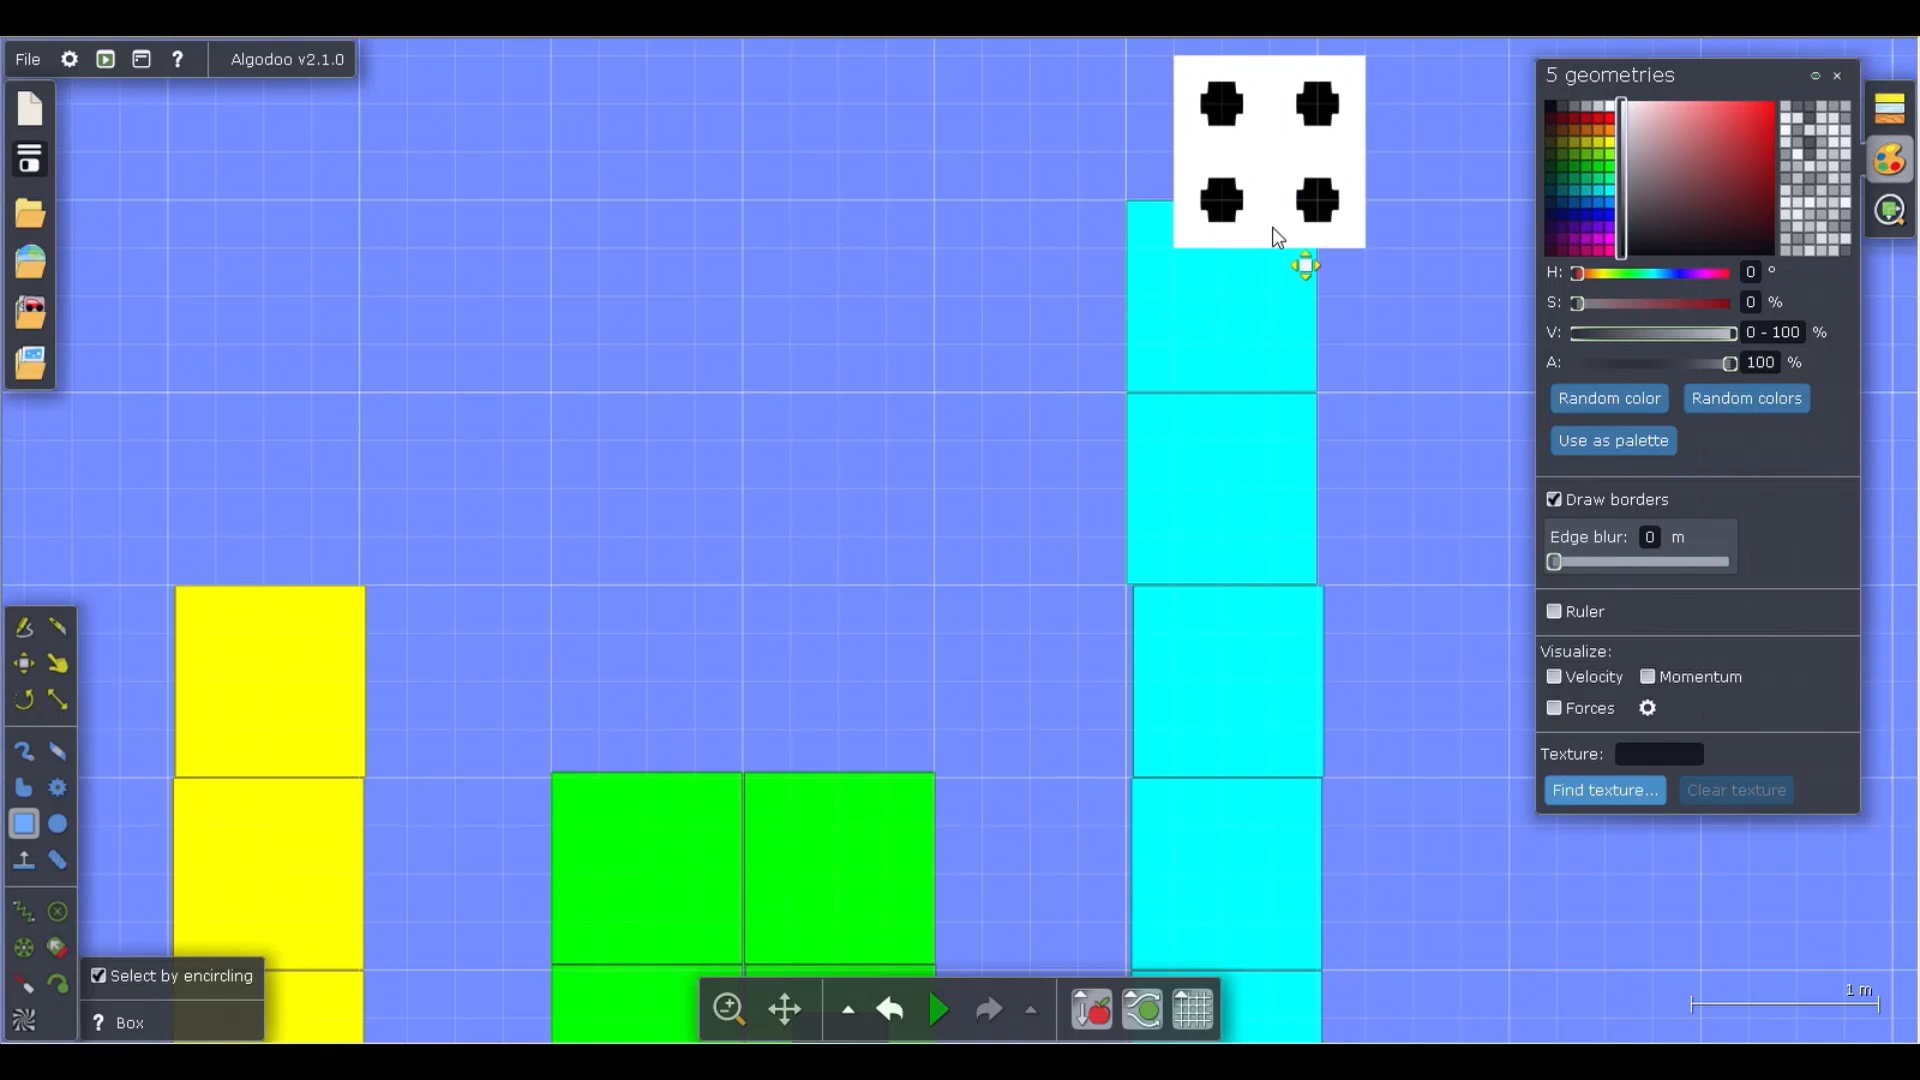 File
?
Algodoo v2.1.0
5 geometries
H: 0 °
S: 0 %
V: 0 - 100 %
A: 100 %
Random color
Random colors
Use as palette
Draw borders
Edge blur: 0 m
Ruler
Visualize:
Velocity
Momentum
Forces
Texture:
Find texture...
Clear texture
Select by encircling
? Box
1 m